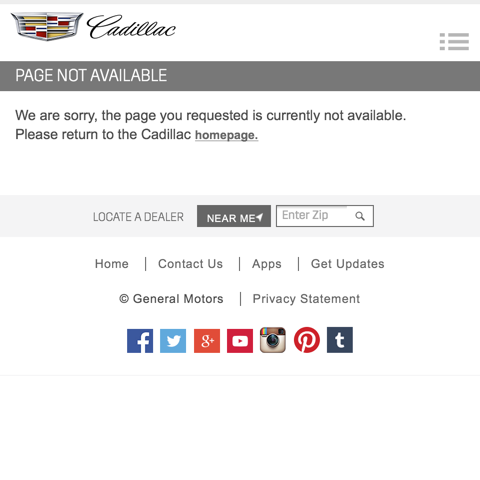 Cadillac
PAGE NOT AVAILABLE
We are sorry, the page you requested is currently not available.
Please return to the Cadillac homepage.
LOCATE A DEALER NEAR ME Enter Zip
Home | Contact Us | Apps | Get Updates
© General Motors | Privacy Statement
f g+ t